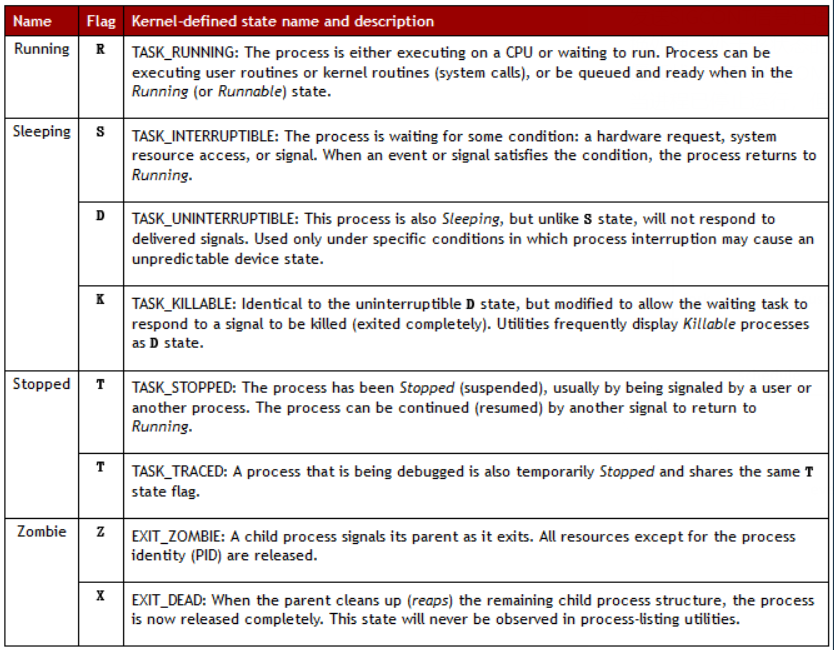 Name Flag Kernel-defined state name and description
Running R TASK_RUNNING: The process is either executing on a CPU or waiting to run. Process can be
executing user routines or kernel routines (system calls), or be queued and ready when in the
Running (or Runnable) state.
Sleeping S TASK_INTERRUPTIBLE: The process is waiting for some condition: a hardware request, system
resource access, or signal. When an event or signal satisfies the condition, the process returns to
Running.
D TASK_UNINTERRUPTIBLE: This process is also Sleeping, but unlike S state, will not respond to
delivered signals. Used only under specific conditions in which process interruption may cause an
unpredictable device state.
K TASK_KILLABLE: Identical to the uninterruptible D state, but modified to allow the waiting task to
respond to a signal to be killed (exited completely). Utilities frequently display Killable processes
as D state.
Stopped T TASK_STOPPED: The process has been Stopped (suspended), usually by being signaled by a user or
another process. The process can be continued (resumed) by another signal to return to
Running.
T TASK_TRACED: A process that is being debugged is also temporarily Stopped and shares the same T
state flag.
Zombie Z EXIT_ZOMBIE: A child process signals its parent as it exits. All resources except for the process
identity (PID) are released.
X EXIT_DEAD: When the parent cleans up (reaps) the remaining child process structure, the process
is now released completely. This state will never be observed in process-listing utilities.